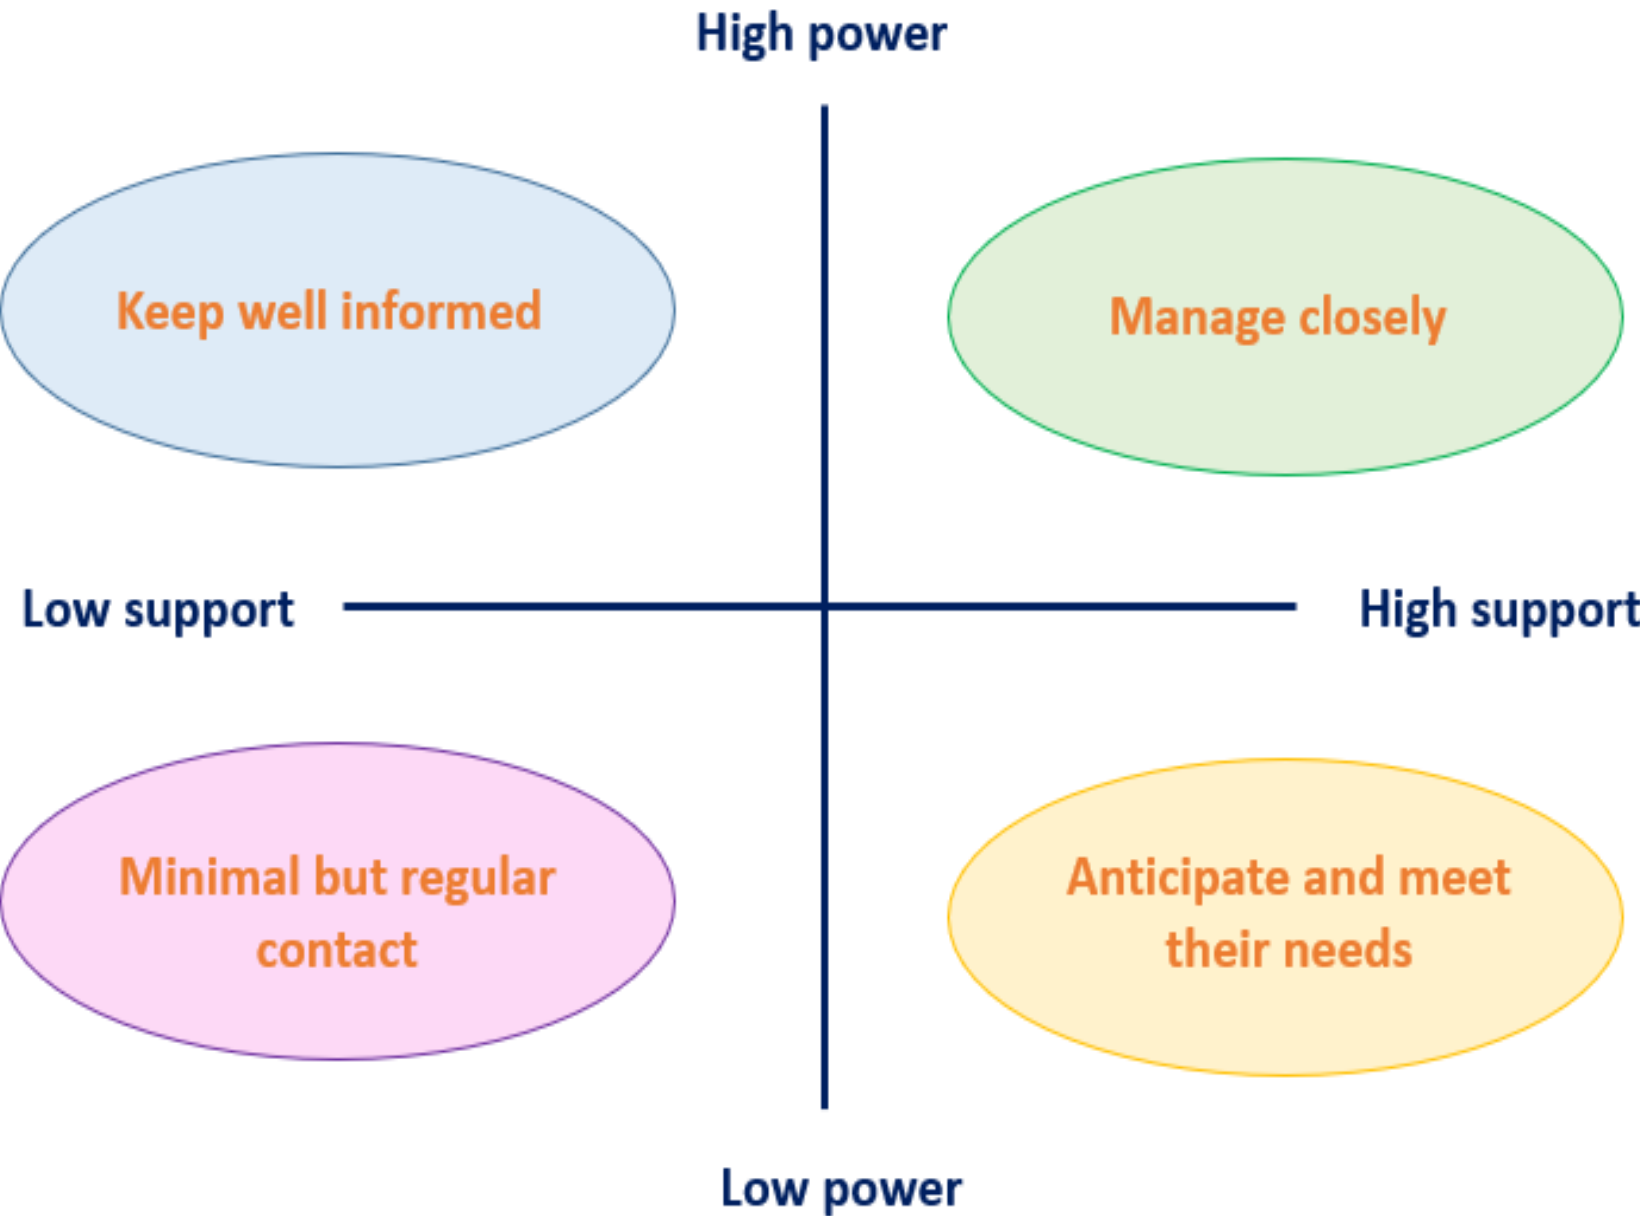 High power
Keep well informed
Manage closely
Low support
High support
Minimal but regular
contact
Anticipate and meet
their needs
Low power